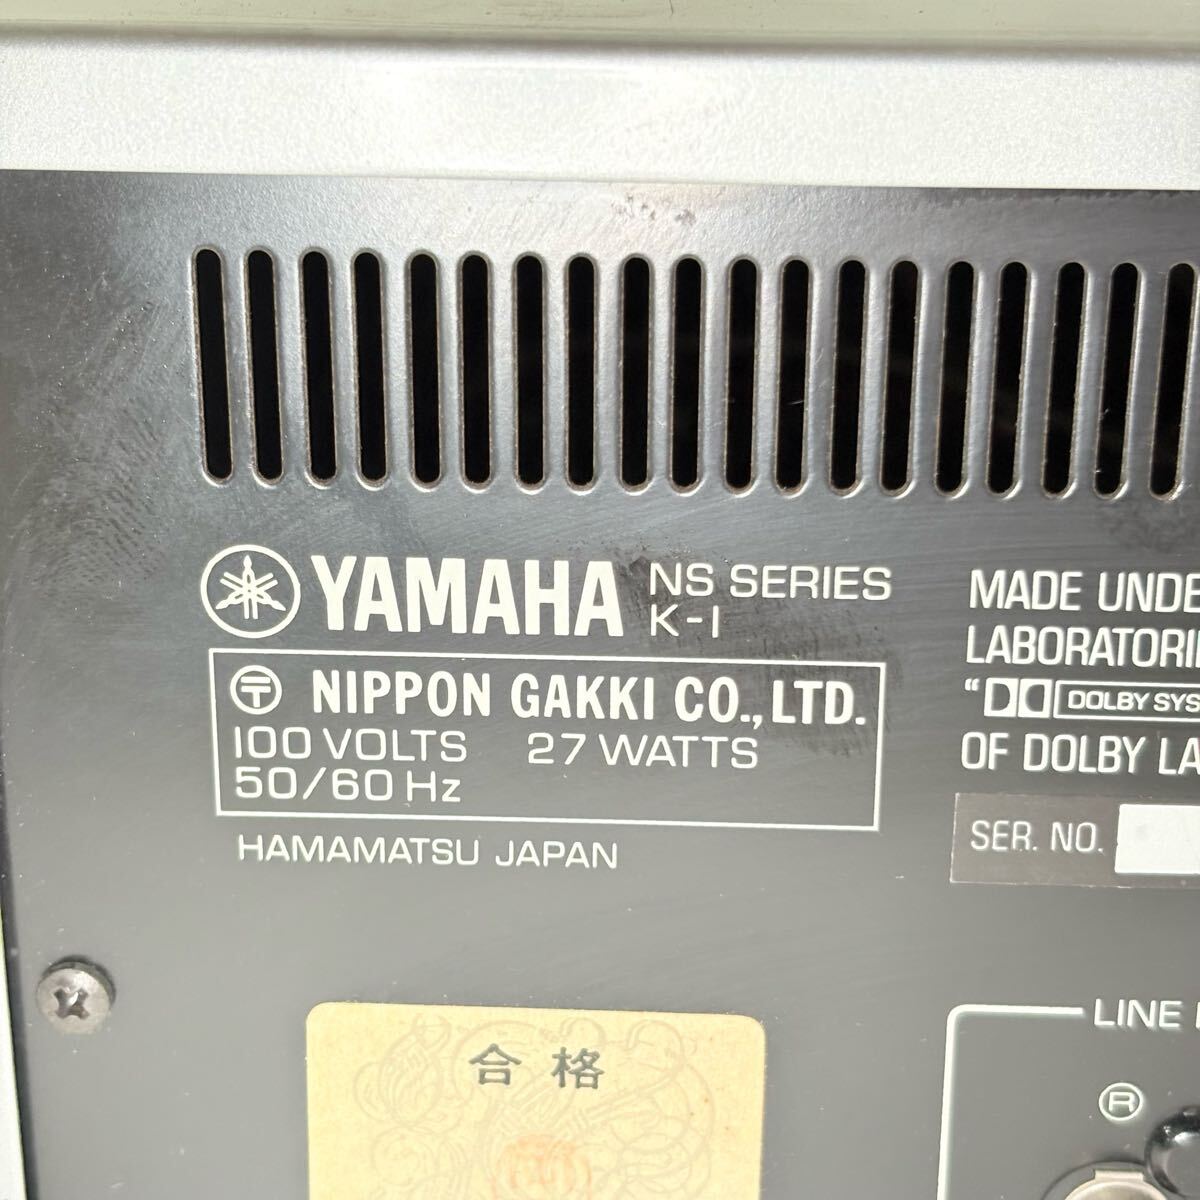 YAMAHA NS SERIES
K-1
〒 NIPPON GAKKI CO., LTD.
100 VOLTS 27 WATTS
50/60 Hz
HAMAMATSU JAPAN
MADE UNDE
LABORATORI
"DOLBY SYS
OF DOLBY LA
SER. NO.
LINE
R
合格